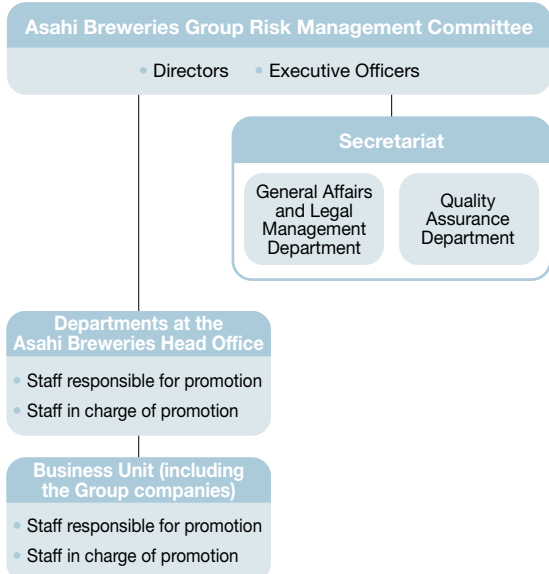 Asahi Breweries Group Risk Management Committee
• Directors • Executive Officers
Secretariat
General Affairs
and Legal
Management
Department
Quality
Assurance
Department
Departments at the
Asahi Breweries Head Office
• Staff responsible for promotion
• Staff in charge of promotion
Business Unit (including
the Group companies)
• Staff responsible for promotion
• Staff in charge of promotion